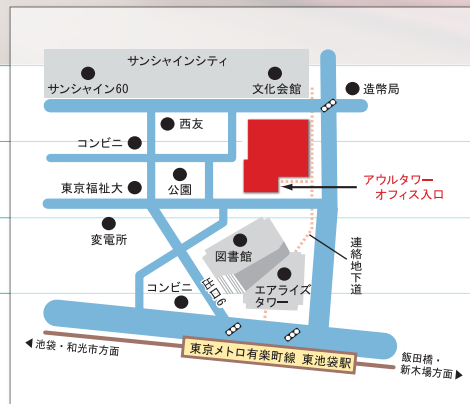 サンシャインシティ
サンシャイン60
文化会館
造幣局
西友
コンビニ
公園
東京福祉大
アウルタワー
オフィス入口
変電所
図書館
連絡地下道
エアライズ
タワー
コンビニ
出口6
東京メトロ有楽町線 東池袋駅
◀池袋・和光市方面
飯田橋・
新木場方面▶